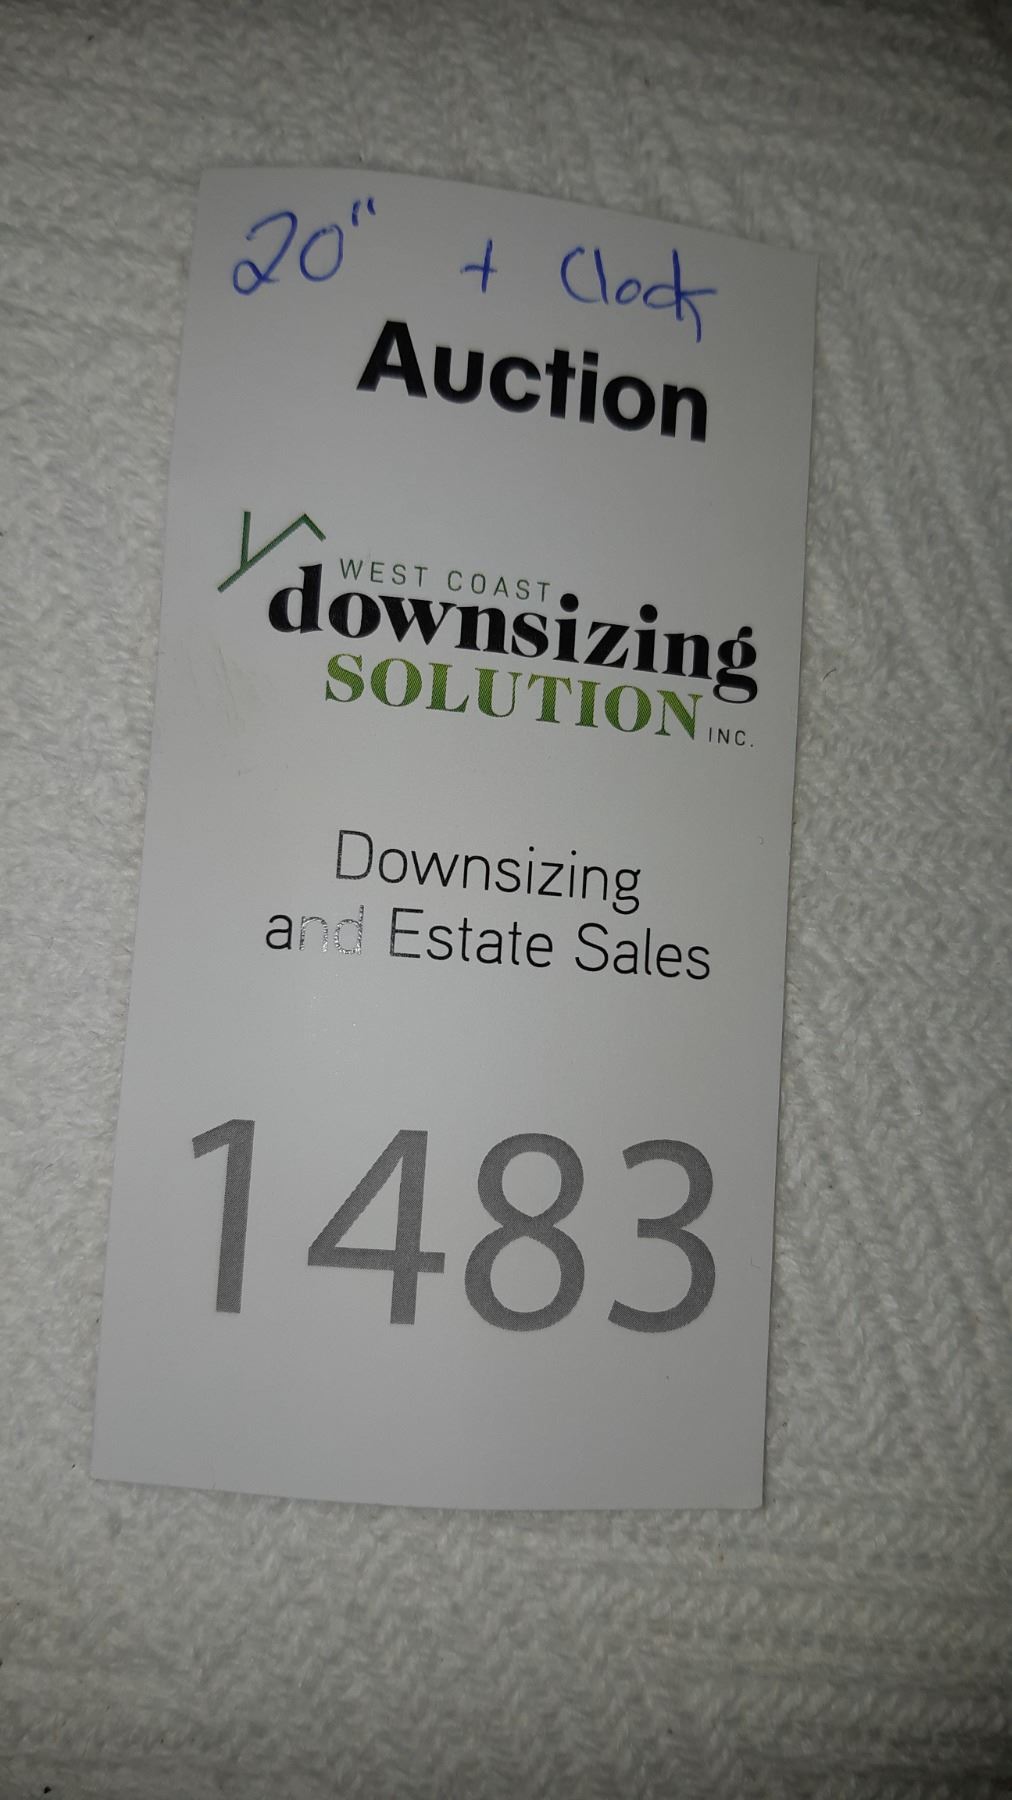 20" + Clock
Auction
WEST COAST
downsizing
SOLUTION INC.
Downsizing
and Estate Sales
1483